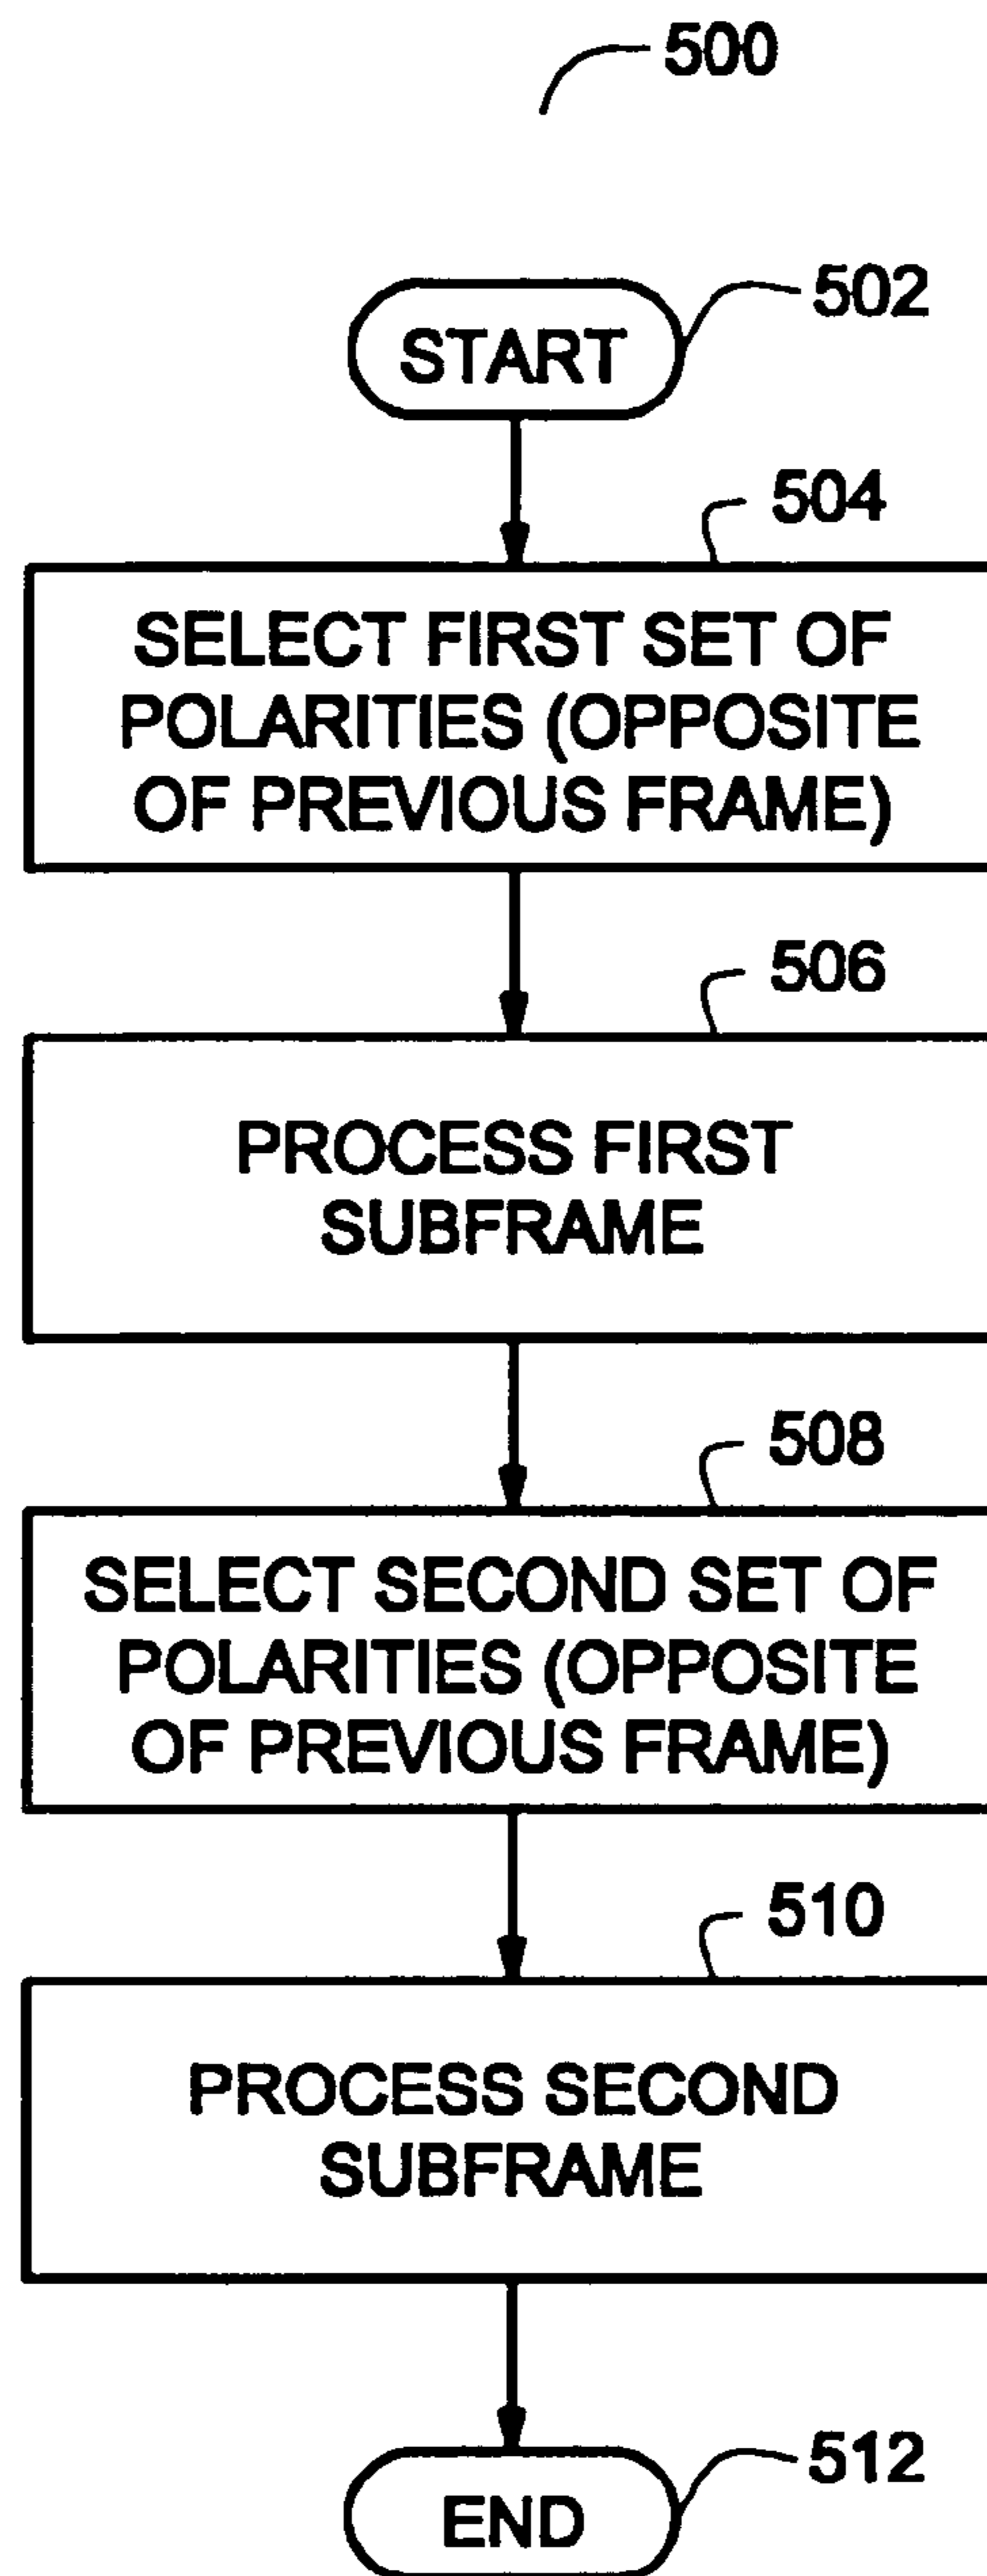 500
502
START
504
SELECT FIRST SET OF
POLARITIES (OPPOSITE
OF PREVIOUS FRAME)
506
PROCESS FIRST
SUBFRAME
508
SELECT SECOND SET OF
POLARITIES (OPPOSITE
OF PREVIOUS FRAME)
510
PROCESS SECOND
SUBFRAME
512
END